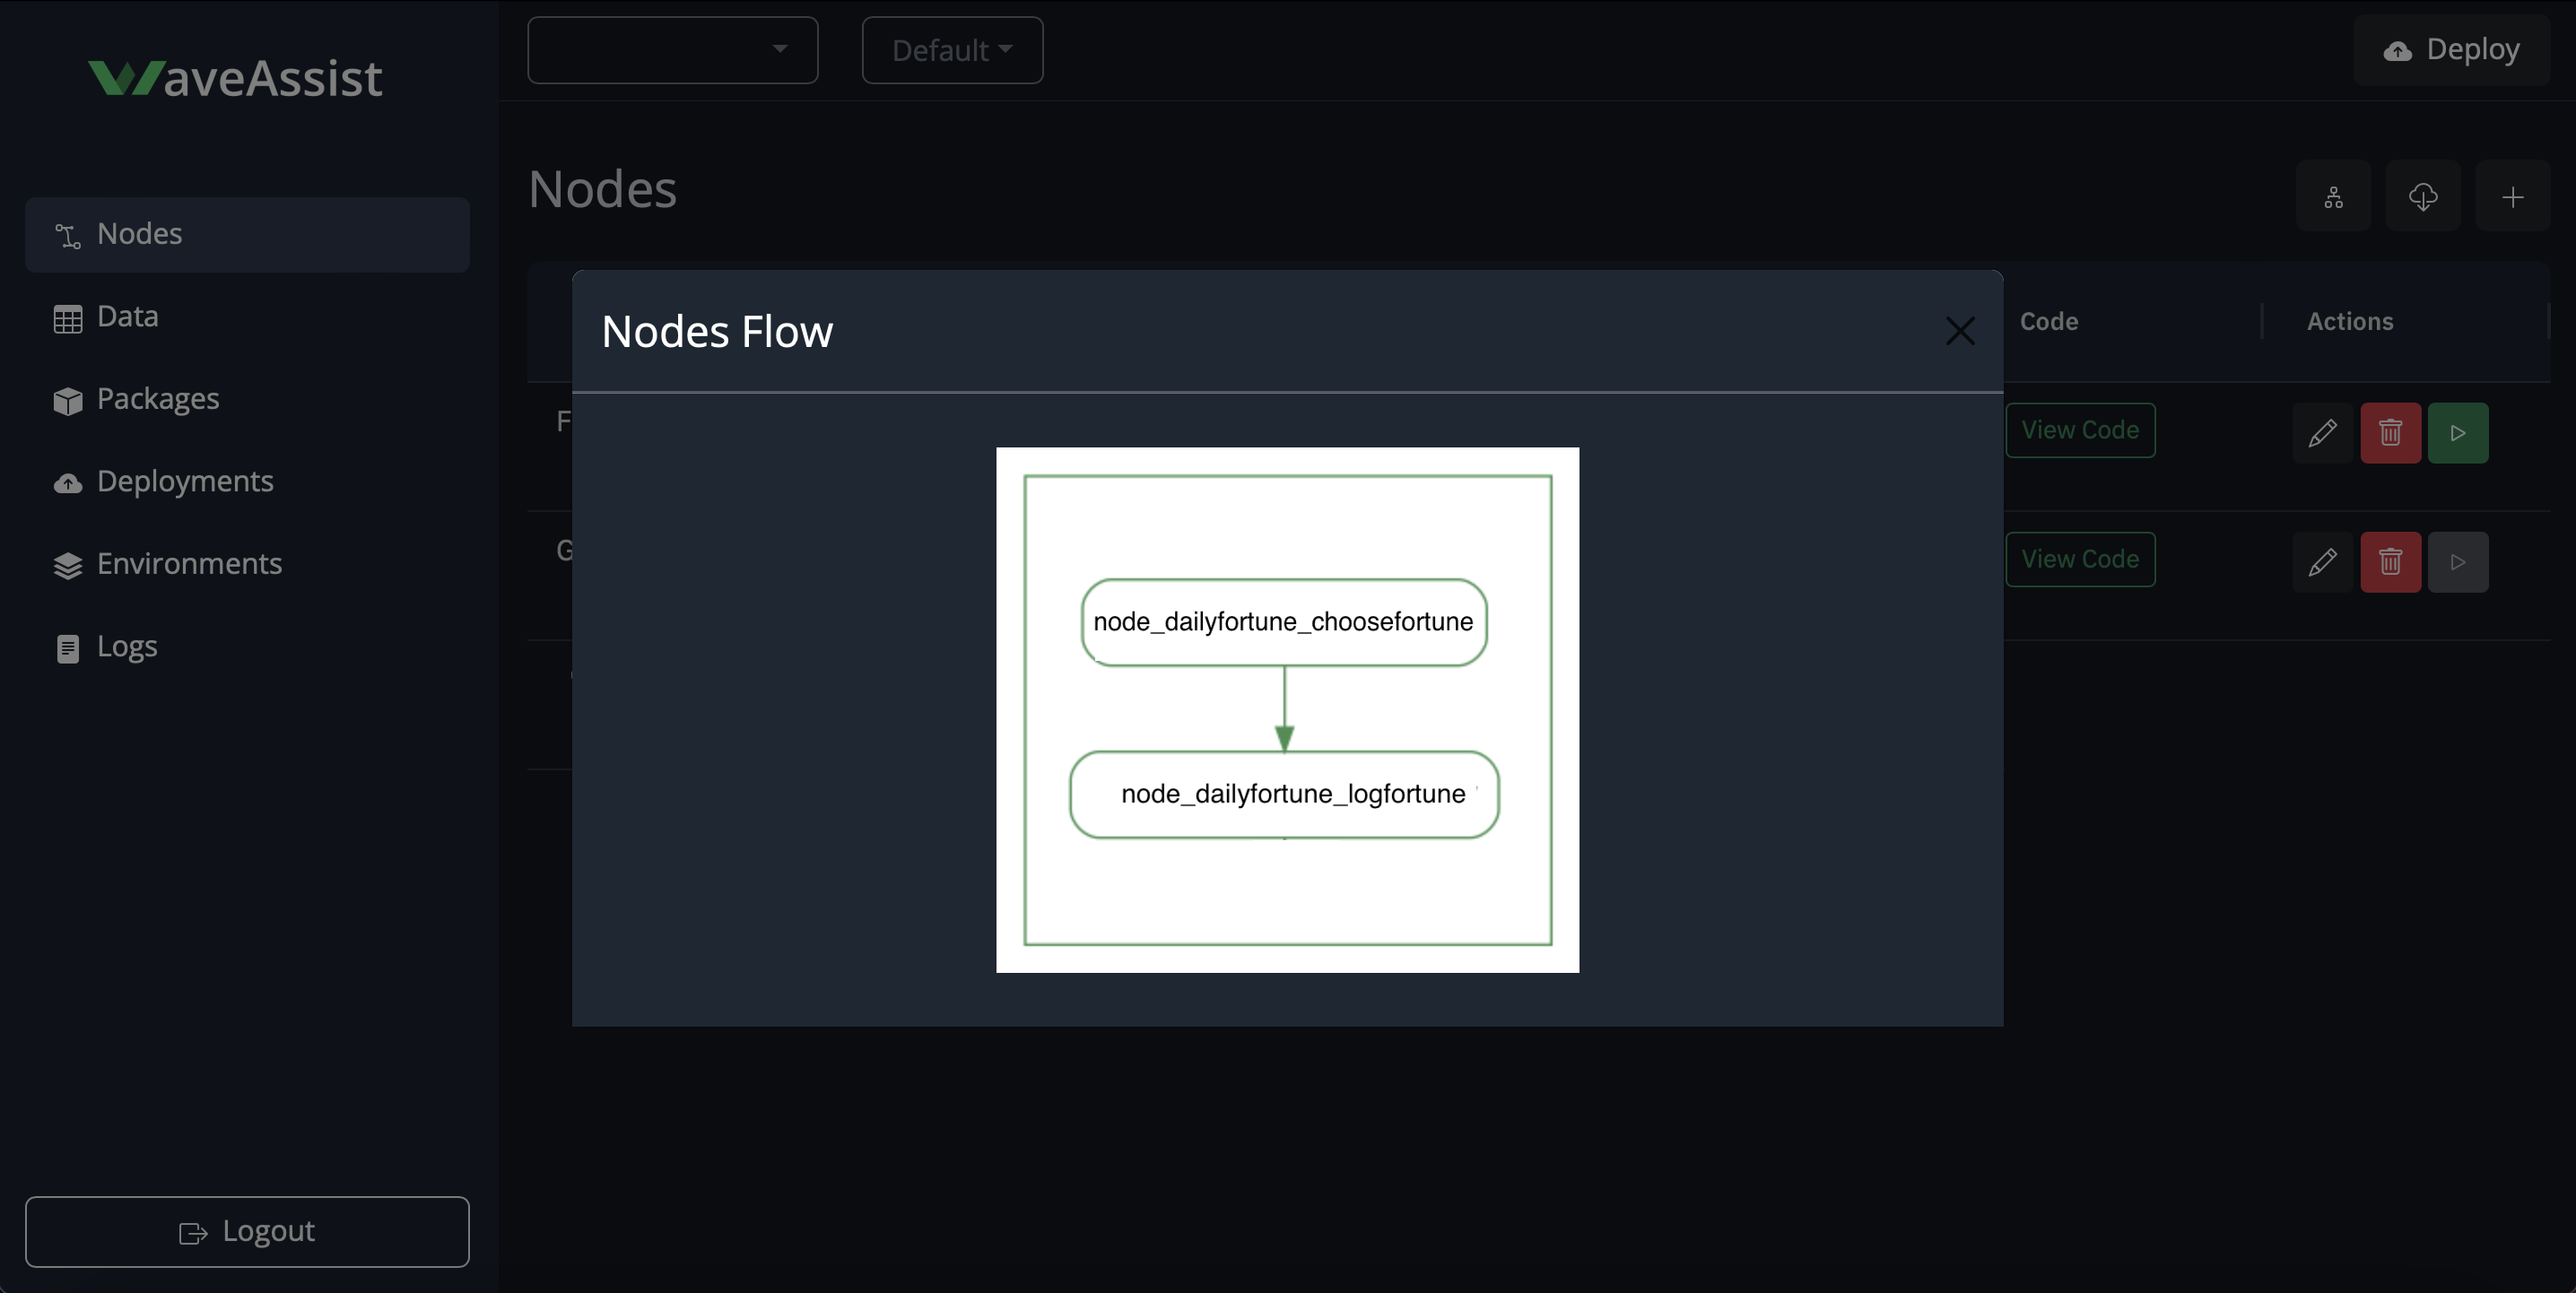 WaveAssist
Default
Deploy
Nodes
Nodes
Data
Packages
Deployments
Environments
Logs
Logout
Nodes Flow
Code
Actions
F
View Code
G
View Code
node_dailyfortune_choosefortune
node_dailyfortune_logfortune